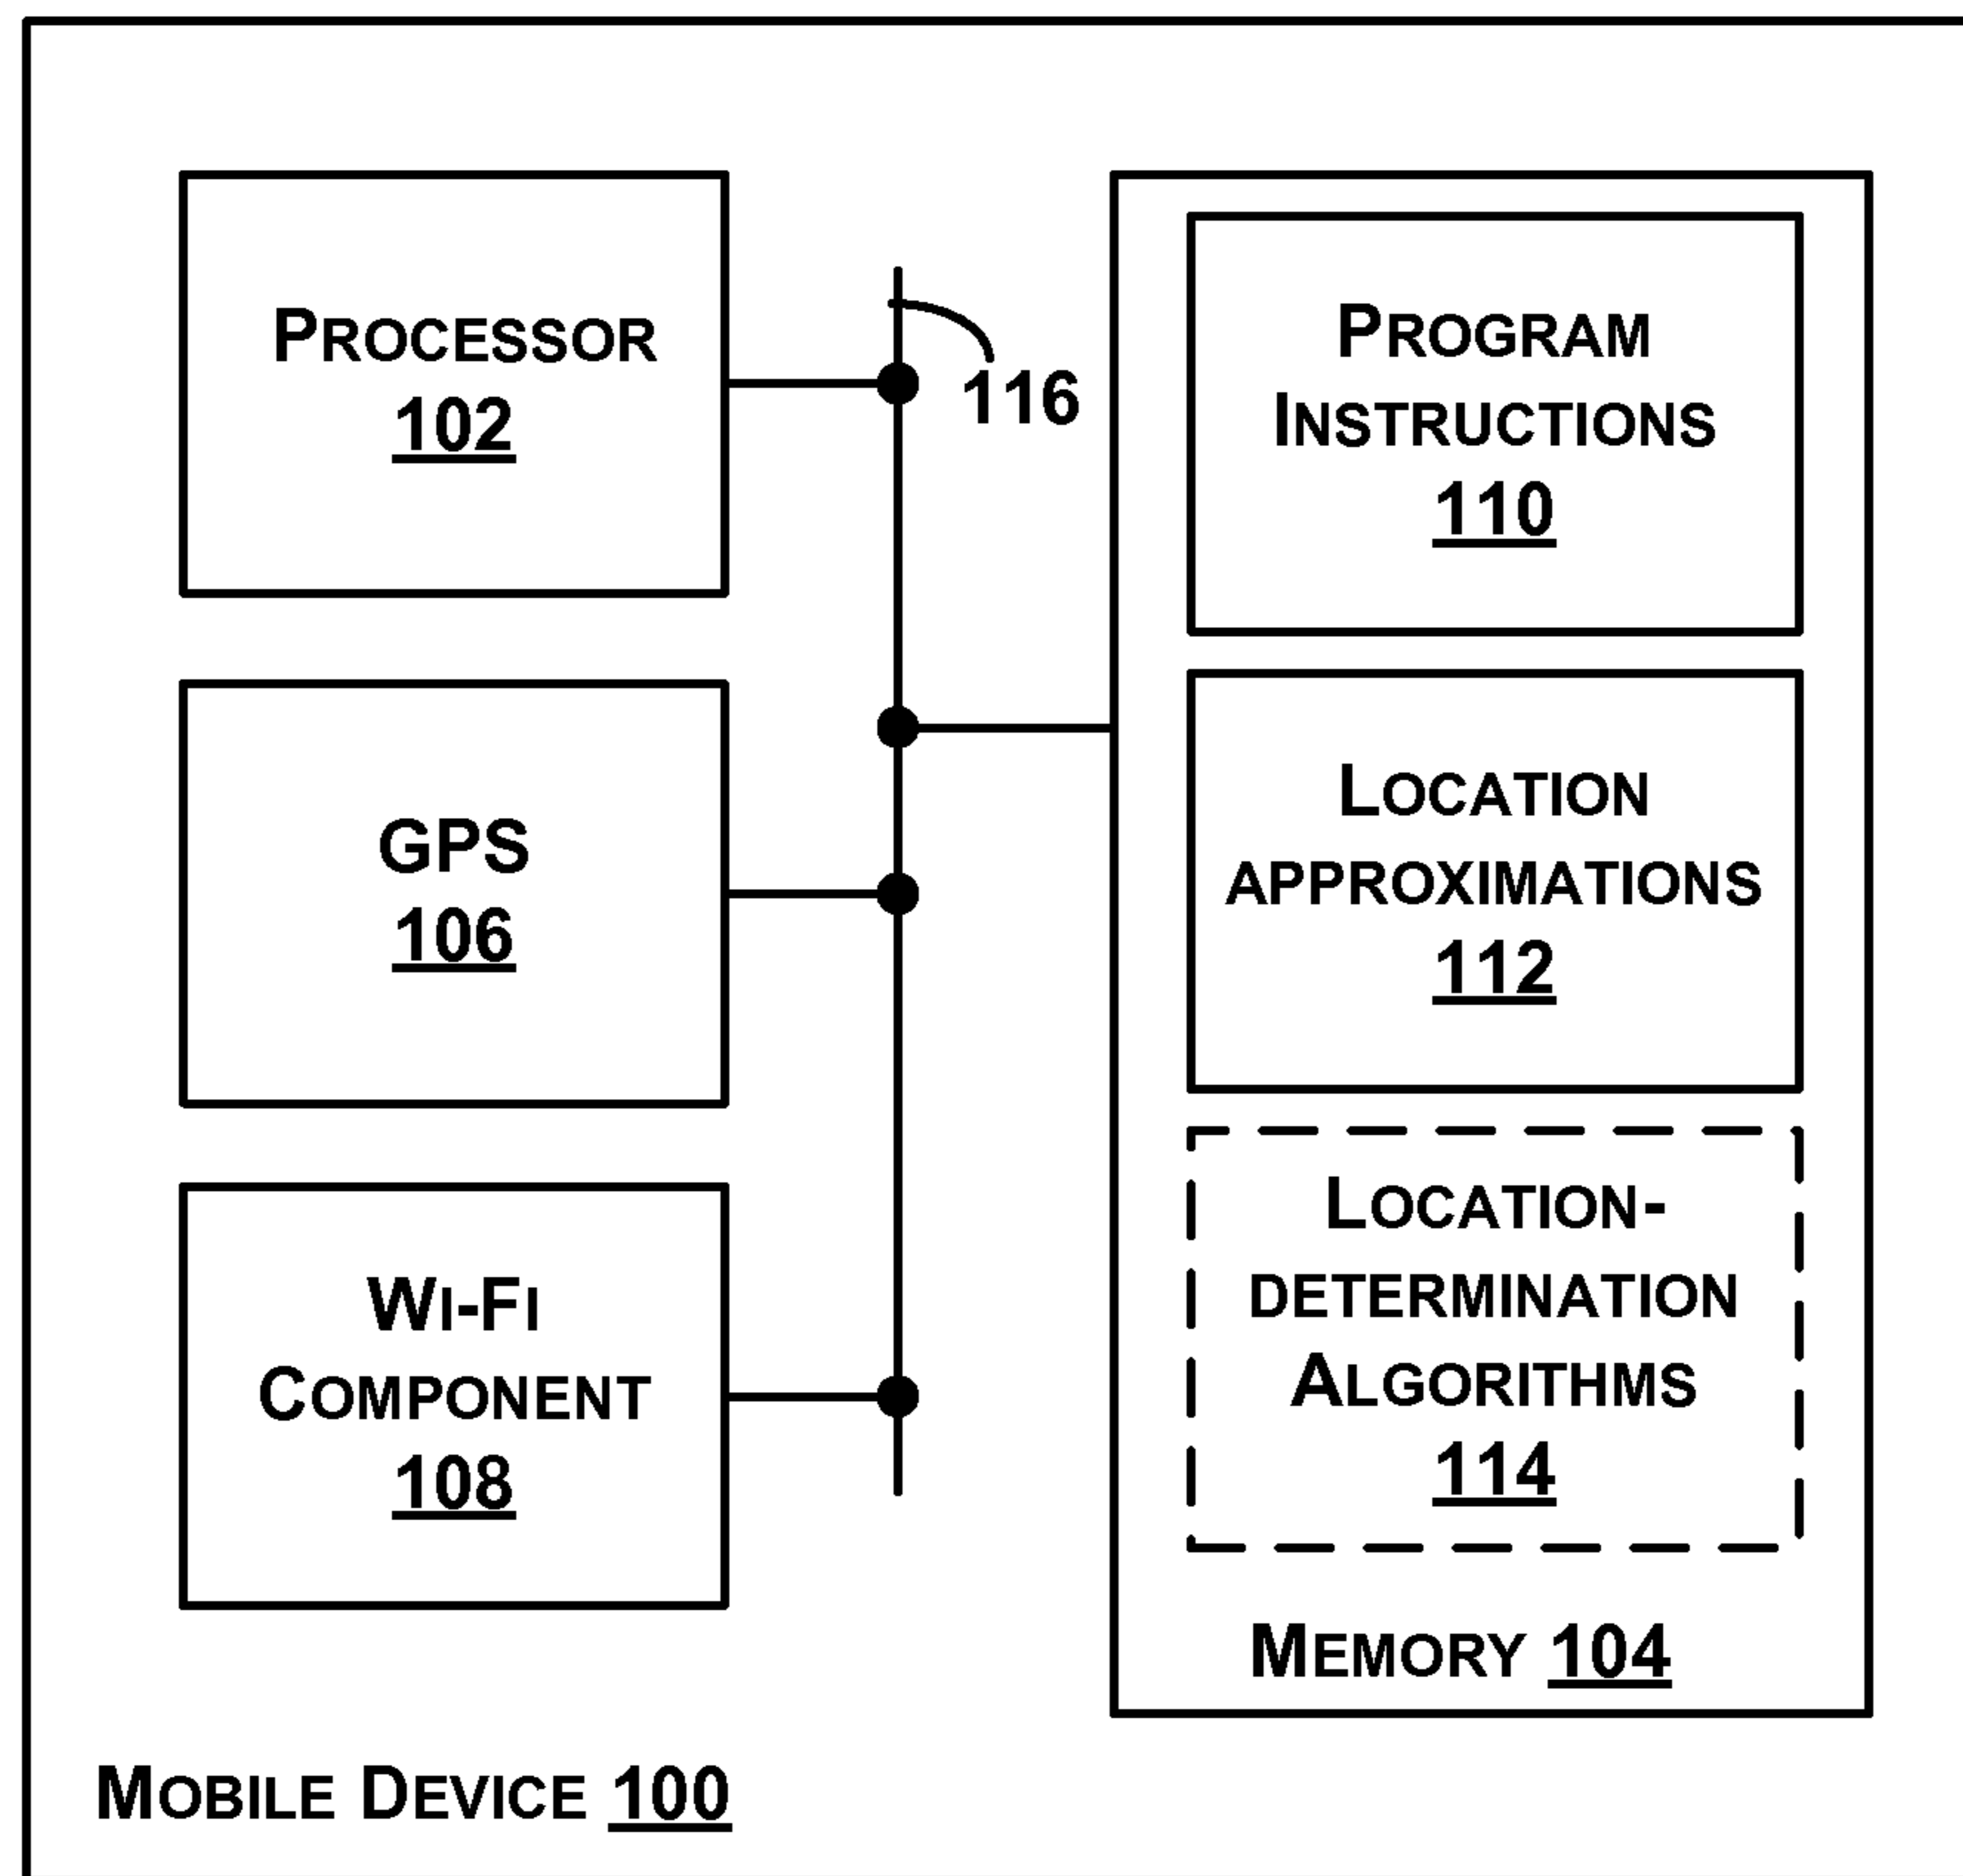 PROCESSOR
102
116
GPS
106
WI-FI
COMPONENT
108
PROGRAM
INSTRUCTIONS
110
LOCATION
APPROXIMATIONS
112
LOCATION-
DETERMINATION
ALGORITHMS
114
MEMORY 104
MOBILE DEVICE 100